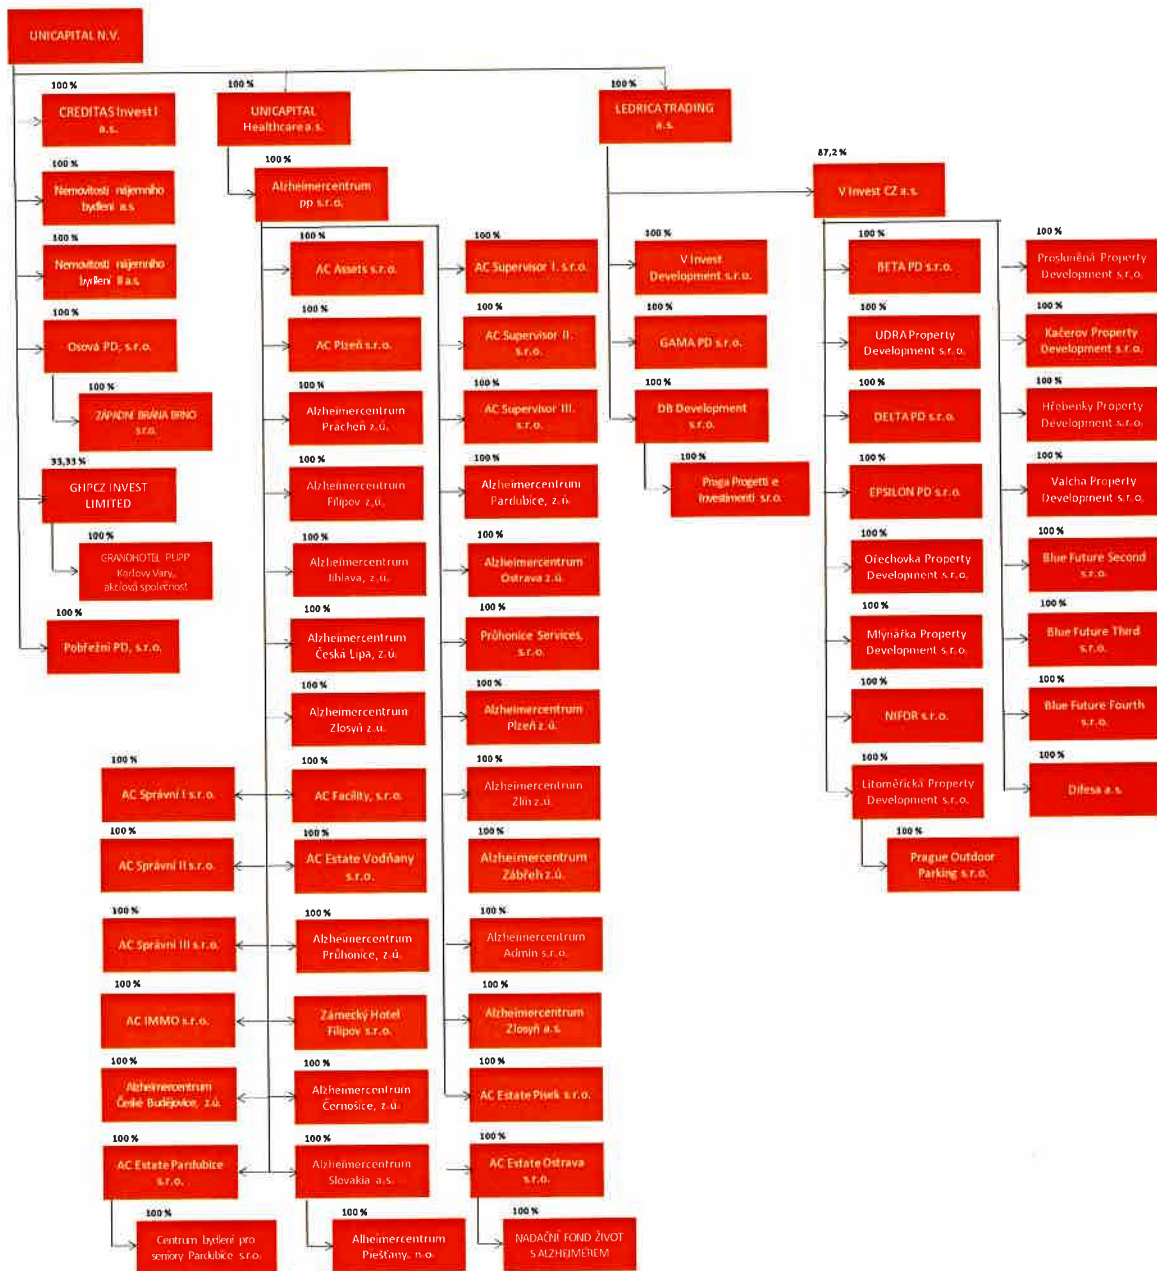 UNICAPITAL N.V.
100 %
CREDITAS Invest I
a.s.
100 %
Nemovitosti nájemního
bydlení a.s.
100 %
Nemovitosti nájemního
bydlení II a.s.
100 %
Osová PD, s.r.o.
100 %
ZÁPADNÍ BRÁNA BRNO
s.r.o.
33,33 %
GHPCZ INVEST
LIMITED
100 %
GRANDHOTEL PUPP
Karlovy Vary,
akciová společnost
100 %
Pobřežní PD, s.r.o.
100 %
UNICAPITAL
Healthcare a.s.
100 %
Alzheimercentrum
pp s.r.o.
100 %
AC Assets s.r.o.
100 %
AC Plzeň s.r.o.
100 %
Alzheimercentrum
Prácheň z.ú.
100 %
Alzheimercentrum
Filipov z.ú.
100 %
Alzheimercentrum
Jihlava, z.ú.
100 %
Alzheimercentrum
Česká Lípa, z.ú.
100 %
Alzheimercentrum
Zlosyň z.ú.
100 %
AC Facility, s.r.o.
100 %
AC Estate Vodňany
s.r.o.
100 %
Alzheimercentrum
Průhonice, z.ú.
Zámecký Hotel
Filipov s.r.o.
100 %
Alzheimercentrum
Černošice, z.ú.
100 %
Alzheimercentrum
Slovakia a.s.
100 %
Alheimercentrum
Piešťany, n.o.
100 %
AC Správní I s.r.o.
100 %
AC Správní II s.r.o.
100 %
AC Správní III s.r.o.
100 %
AC IMMO s.r.o.
100 %
Alzheimercentrum
České Budějovice, z.ú.
100 %
AC Estate Pardubice
s.r.o.
100 %
Centrum bydlení pro
seniory Pardubice s.r.o.
100 %
AC Supervisor I. s.r.o.
100 %
AC Supervisor II.
s.r.o.
100 %
AC Supervisor III.
s.r.o.
100 %
Alzheimercentrum
Pardubice, z.ú.
100 %
Alzheimercentrum
Ostrava z.ú.
100 %
Průhonice Services,
s.r.o.
100 %
Alzheimercentrum
Plzeň z.ú.
100 %
Alzheimercentrum
Zlín z.ú.
100 %
Alzheimercentrum
Zábřeh z.ú.
100 %
Alzheimercentrum
Admin s.r.o.
100 %
Alzheimercentrum
Zlosyň a.s.
100 %
AC Estate Písek s.r.o.
100 %
AC Estate Ostrava
s.r.o.
100 %
NADAČNÍ FOND ŽIVOT
S ALZHEIMEREM
100 %
LEDRICA TRADING
a.s.
100 %
V Invest
Development s.r.o.
100 %
GAMA PD s.r.o.
100 %
DB Development
s.r.o.
100 %
Praga Progetti e
Investimenti s.r.o.
87,2 %
V Invest CZ a.s.
100 %
BETA PD s.r.o.
100 %
UDRA Property
Development s.r.o.
100 %
DELTA PD s.r.o.
100 %
EPSILON PD s.r.o.
100 %
Ořechovka Property
Development s.r.o.
100 %
Mlynářka Property
Development s.r.o.
100 %
NIFOR s.r.o.
100 %
Litoměřická Property
Development s.r.o.
100 %
Prague Outdoor
Parking s.r.o.
100 %
Prosluněná Property
Development s.r.o.
100 %
Kačerov Property
Development s.r.o.
100 %
Hřebenky Property
Development s.r.o.
100 %
Valcha Property
Development s.r.o.
100 %
Blue Future Second
s.r.o.
100 %
Blue Future Third
s.r.o.
100 %
Blue Future Fourth
s.r.o.
100 %
Difesa a.s.